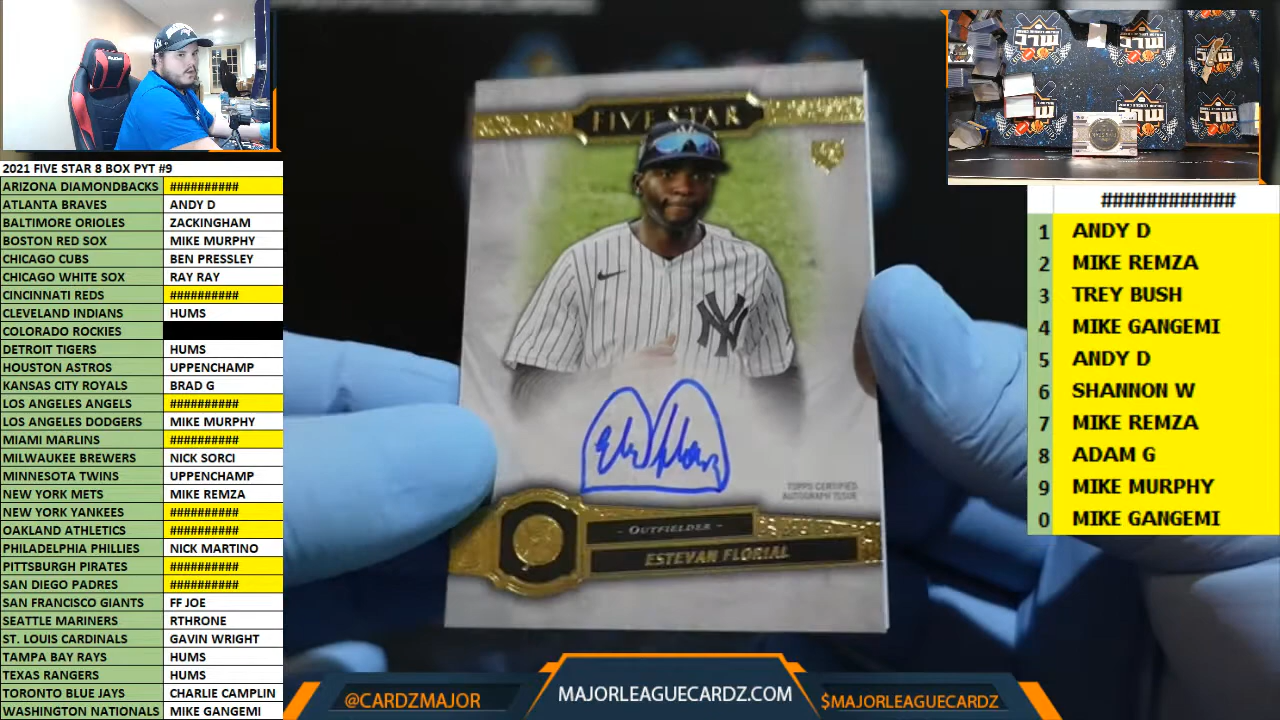 2021 FIVE STAR 8 BOX PYT #9
ARIZONA DIAMONDBACKS ##########
ATLANTA BRAVES ANDY D
BALTIMORE ORIOLES ZACKINGHAM
BOSTON RED SOX MIKE MURPHY
CHICAGO CUBS BEN PRESSLEY
CHICAGO WHITE SOX RAY RAY
CINCINNATI REDS ##########
CLEVELAND INDIANS HUMS
COLORADO ROCKIES
DETROIT TIGERS HUMS
HOUSTON ASTROS UPPENCHAMP
KANSAS CITY ROYALS BRAD G
LOS ANGELES ANGELS ##########
LOS ANGELES DODGERS MIKE MURPHY
MIAMI MARLINS ##########
MILWAUKEE BREWERS NICK SORCI
MINNESOTA TWINS UPPENCHAMP
NEW YORK METS MIKE REMZA
NEW YORK YANKEES ##########
OAKLAND ATHLETICS ##########
PHILADELPHIA PHILLIES NICK MARTINO
PITTSBURGH PIRATES ##########
SAN DIEGO PADRES ##########
SAN FRANCISCO GIANTS FF JOE
SEATTLE MARINERS RTHRONE
ST. LOUIS CARDINALS GAVIN WRIGHT
TAMPA BAY RAYS HUMS
TEXAS RANGERS HUMS
TORONTO BLUE JAYS CHARLIE CAMPLIN
WASHINGTON NATIONALS MIKE GANGEMI
FIVE STAR
NY
TOPPS CERTIFIED
AUTOGRAPH ISSUE
- OUTFIELDER -
ESTEVAN FLORIAL
############
1 ANDY D
2 MIKE REMZA
3 TREY BUSH
4 MIKE GANGEMI
5 ANDY D
6 SHANNON W
7 MIKE REMZA
8 ADAM G
9 MIKE MURPHY
0 MIKE GANGEMI
@CARDZMAJOR
MAJORLEAGUECARDZ.COM
$MAJORLEAGUECARDZ